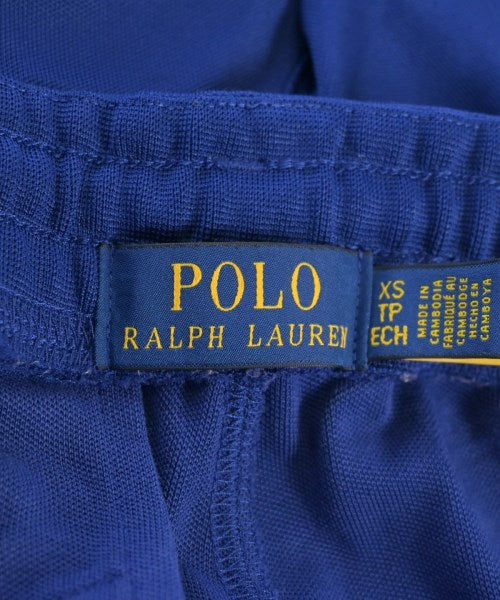 POLO
RALPH LAUREN
XS
TP
ECH
MADE IN
CAMBODIA
FABRIQUÉ AU
CAMBODGE
HECHO EN
CAMBOYA